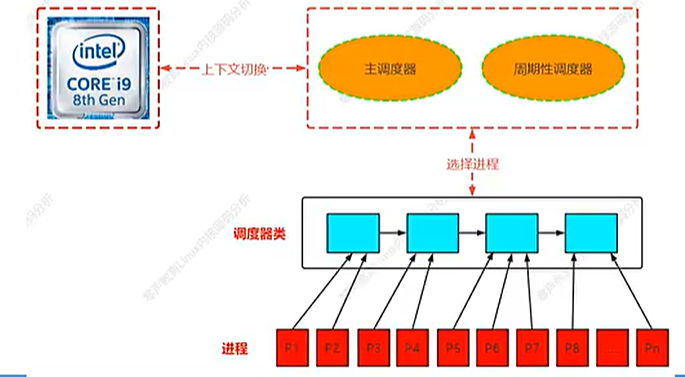 intel
CORE i9
8th Gen
上下文切换
主调度器
周期性调度器
选择进程
调度器类
进程
P1
P2
P3
P4
P5
P6
P7
P8
......
Pn